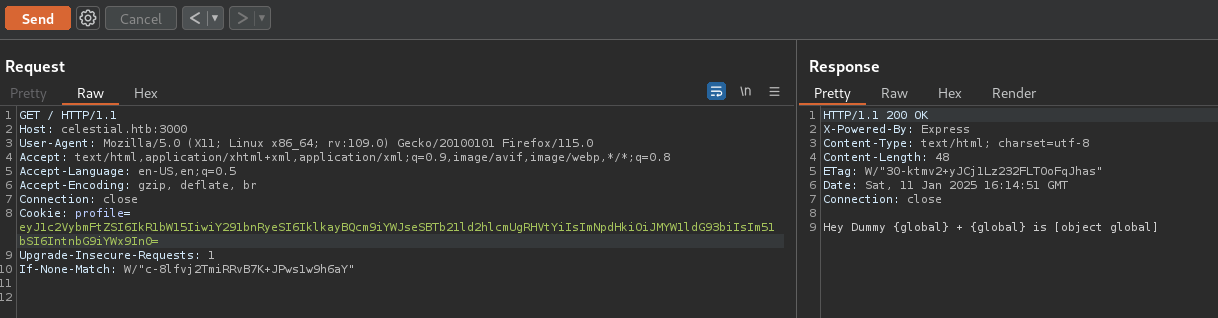 Send
Cancel
Request
Pretty Raw Hex
\n
1 GET / HTTP/1.1
2 Host: celestial.htb:3000
3 User-Agent: Mozilla/5.0 (X11; Linux x86_64; rv:109.0) Gecko/20100101 Firefox/115.0
4 Accept: text/html,application/xhtml+xml,application/xml;q=0.9,image/avif,image/webp,*/*;q=0.8
5 Accept-Language: en-US,en;q=0.5
6 Accept-Encoding: gzip, deflate, br
7 Connection: close
8 Cookie: profile=
eyJ1c2VybmFtZSI6IkR1bW15IiwiY291bnRyeSI6IklkayBQcm9iYWJseSBTb21ld2hlcmUgRHVtYiIsImNpdHkiOiJMYW1ldG93biIsIm51
bSI6IntnbG9iYWx9In0=
9 Upgrade-Insecure-Requests: 1
10 If-None-Match: W/"c-8lfvj2TmiRRvB7K+JPws1w9h6aY"
11
12
Response
Pretty Raw Hex Render
1 HTTP/1.1 200 OK
2 X-Powered-By: Express
3 Content-Type: text/html; charset=utf-8
4 Content-Length: 48
5 ETag: W/"30-ktmv2+yJCj1Lz232FLTOoFqJhas"
6 Date: Sat, 11 Jan 2025 16:14:51 GMT
7 Connection: close
8
9 Hey Dummy {global} + {global} is [object global]